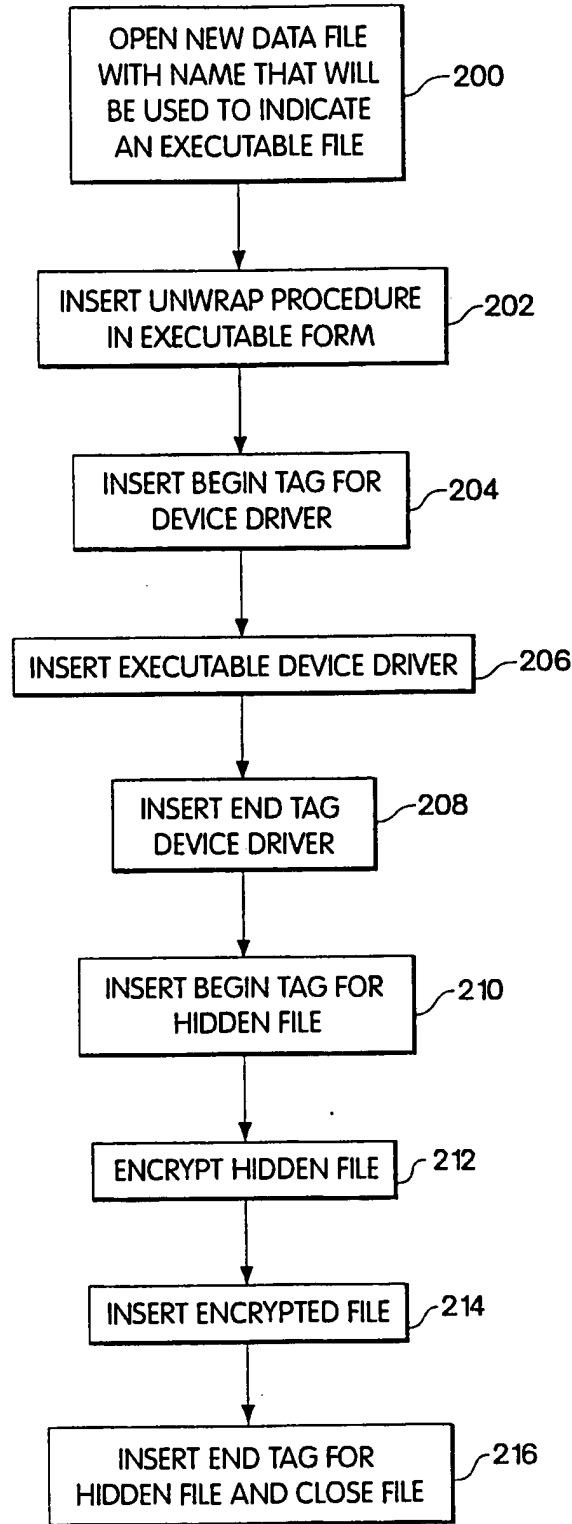 OPEN NEW DATA FILE
WITH NAME THAT WILL
BE USED TO INDICATE
AN EXECUTABLE FILE
200
INSERT UNWRAP PROCEDURE
IN EXECUTABLE FORM
202
INSERT BEGIN TAG FOR
DEVICE DRIVER
204
INSERT EXECUTABLE DEVICE DRIVER
206
INSERT END TAG
DEVICE DRIVER
208
INSERT BEGIN TAG FOR
HIDDEN FILE
210
ENCRYPT HIDDEN FILE
212
INSERT ENCRYPTED FILE
214
INSERT END TAG FOR
HIDDEN FILE AND CLOSE FILE
216